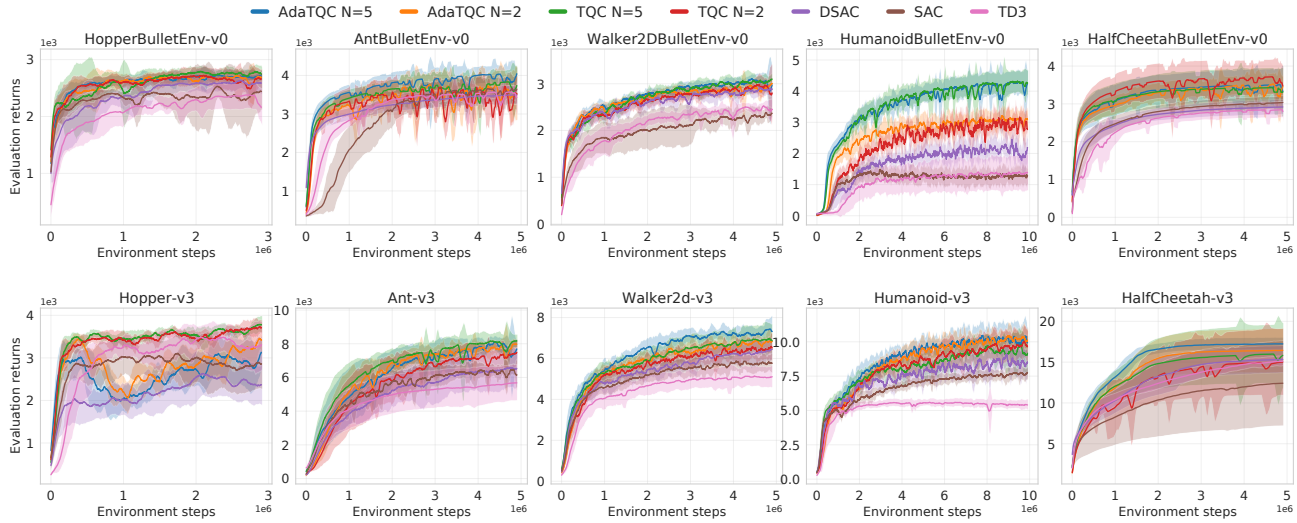 AdaTQC N=5 AdaTQC N=2 TQC N=5 TQC N=2 DSAC SAC TD3
HopperBulletEnv-v0
1e3
Evaluation returns
3
2
1
0 1 2 3
Environment steps
1e6
AntBulletEnv-v0
1e3
4
3
2
1
0 1 2 3 4 5
Environment steps
1e6
Walker2DBulletEnv-v0
1e3
3
2
1
0
0 1 2 3 4 5
Environment steps
1e6
HumanoidBulletEnv-v0
1e3
5
4
3
2
1
0
0 2 4 6 8 10
Environment steps
1e6
HalfCheetahBulletEnv-v0
1e3
4
3
2
1
0
0 1 2 3 4 5
Environment steps
1e6
Hopper-v3
1e3
Evaluation returns
4
3
2
1
0 1 2 3
Environment steps
1e6
Ant-v3
1e3
10
8
6
4
2
0
0 1 2 3 4 5
Environment steps
1e6
Walker2d-v3
1e3
8
6
4
2
0
0 1 2 3 4 5
Environment steps
1e6
Humanoid-v3
1e3
10.0
7.5
5.0
2.5
0.0
0 2 4 6 8 10
Environment steps
1e6
HalfCheetah-v3
1e3
20
15
10
5
0 1 2 3 4 5
Environment steps
1e6